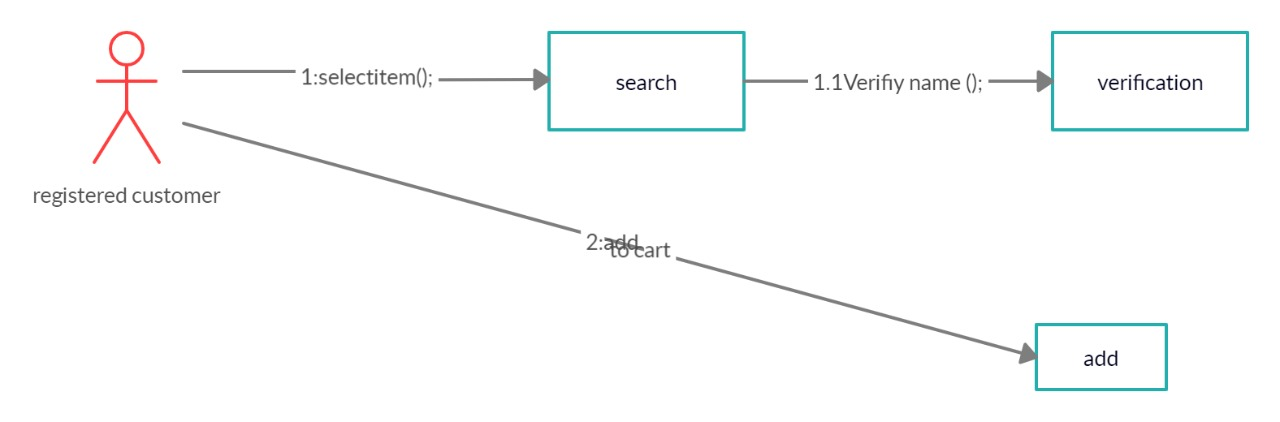 1:selectitem();
search
1.1Verifiy name ();
verification
registered customer
2:add
to cart
add